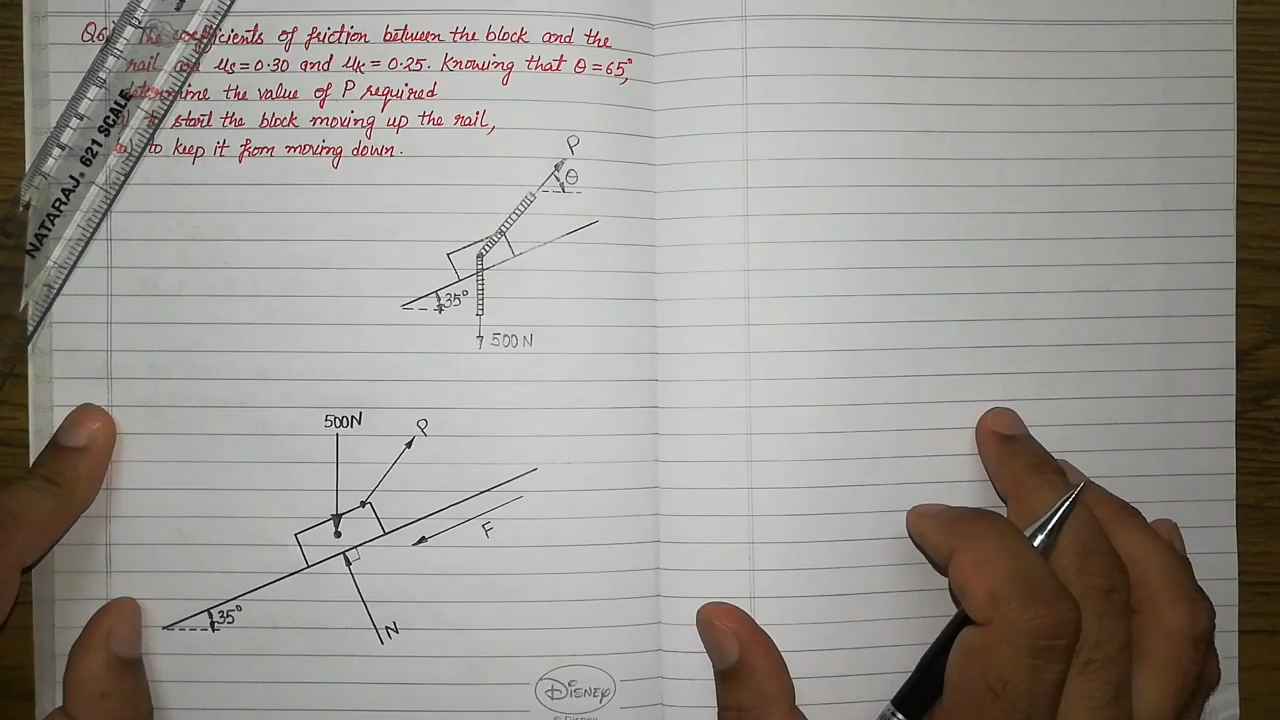 Q6
coefficients of friction between the block and the
rail μs = 0.30 and μk = 0.25. Knowing that θ = 65°,
determine the value of P required
to start the block moving up the rail,
to keep it from moving down.
P
θ
35°
500 N
500N
P
F
35°
N
NATARAJ. 621 SCALE
DISNEY
© Disney